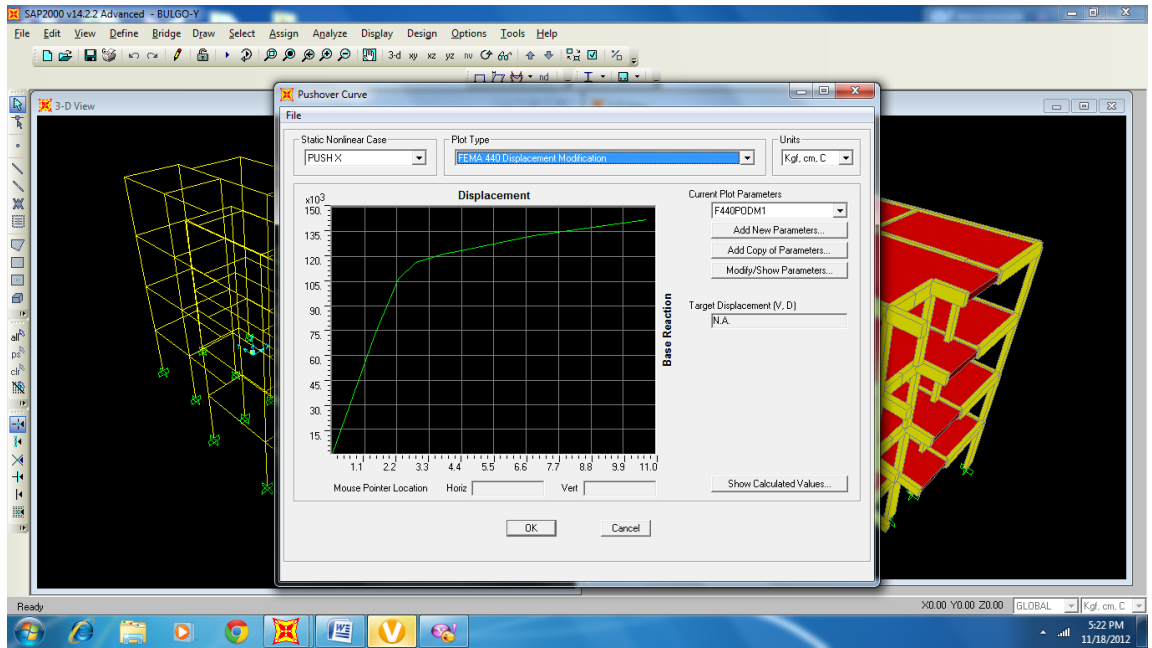 SAP2000 v14.2.2 Advanced - BULGO-Y
File Edit View Define Bridge Draw Select Assign Analyze Display Design Options Tools Help
3-d xy xz yz nv
nd
3-D View
Pushover Curve
File
Static Nonlinear Case
Plot Type
Units
PUSH X
FEMA 440 Displacement Modification
Kgf, cm, C
x10³
Displacement
150.
135.
120.
105.
90.
75.
60.
45.
30.
15.
1.1 2.2 3.3 4.4 5.5 6.6 7.7 8.8 9.9 11.0
Base Reaction
Mouse Pointer Location Horiz Vert
Current Plot Parameters
F440PODM1
Add New Parameters...
Add Copy of Parameters...
Modify/Show Parameters...
Target Displacement (V, D)
N.A.
Show Calculated Values...
OK Cancel
all
ps
clr
Ready
X0.00 Y0.00 Z0.00 GLOBAL Kgf, cm, C
5:22 PM
11/18/2012